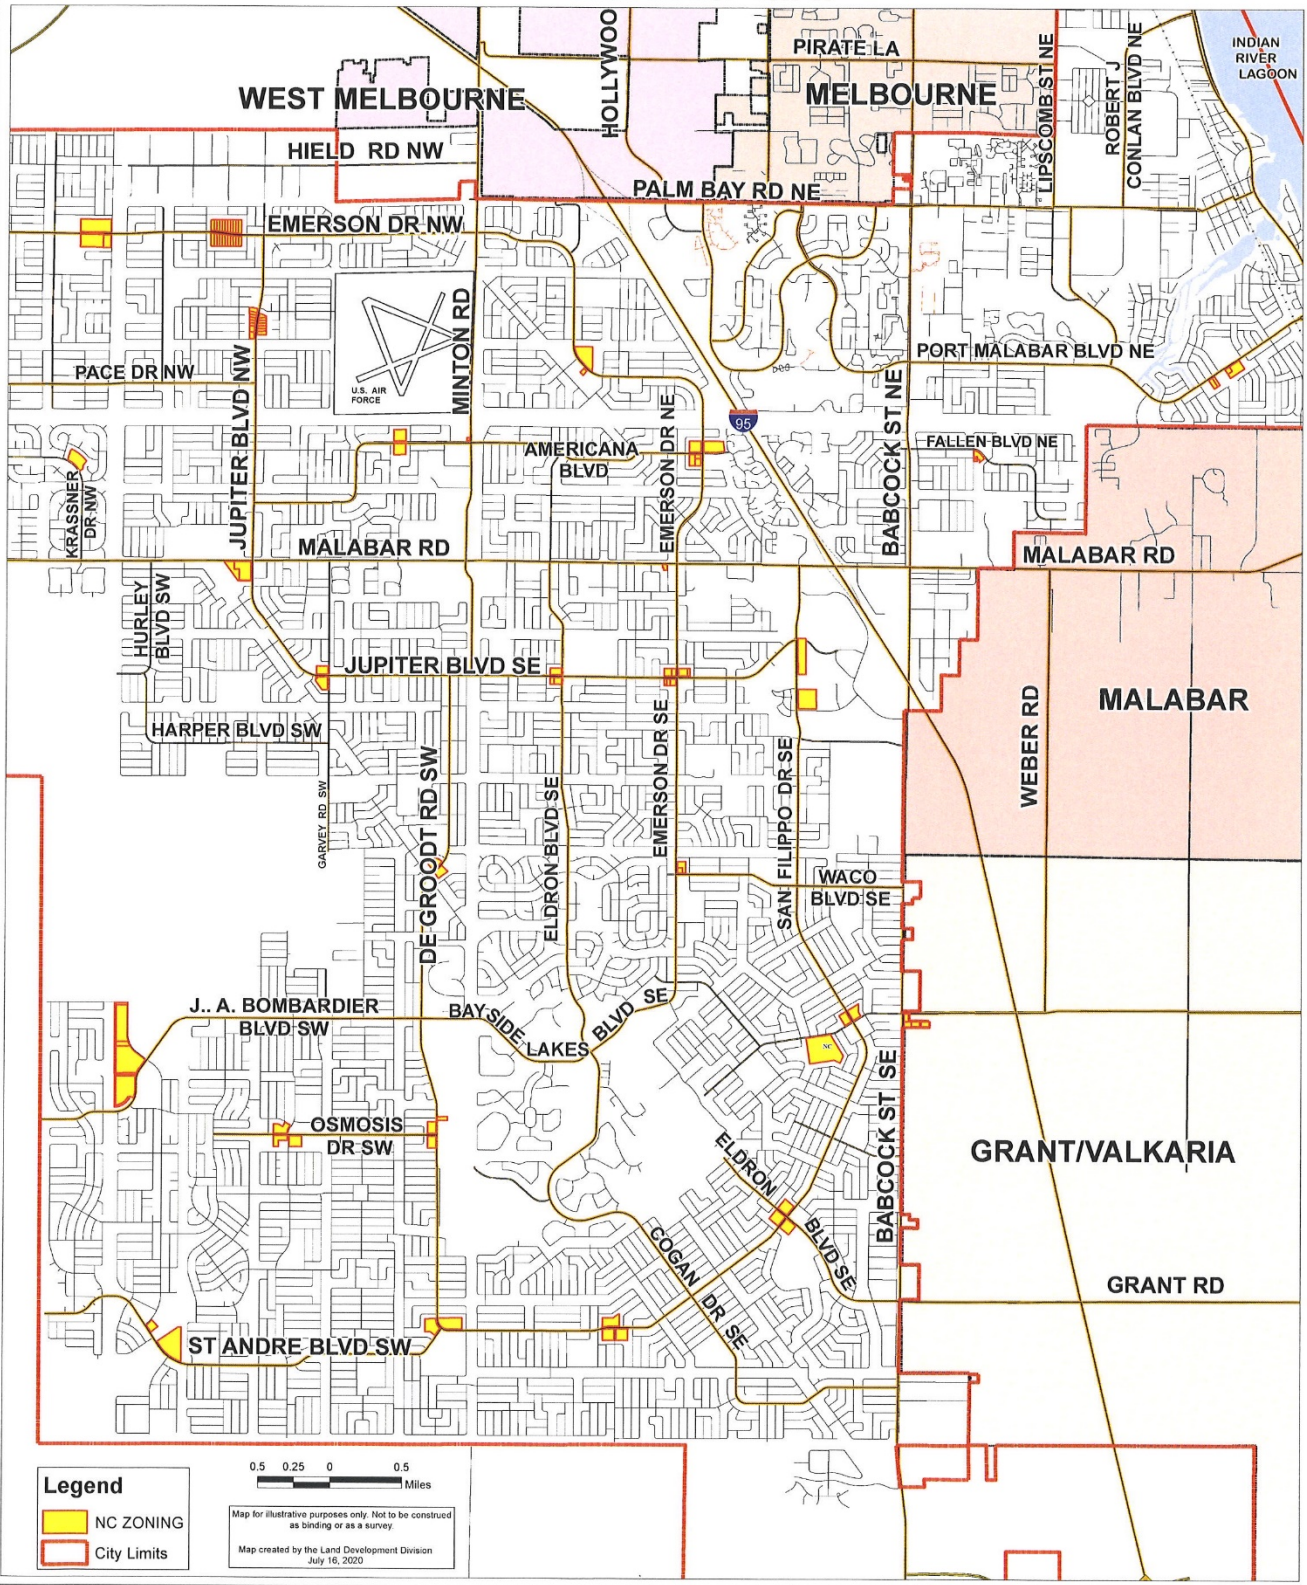 HOLLYWOO
PIRATE LA
LIPSCOMB ST NE
ROBERT J
CONLAN BLVD NE
INDIAN
RIVER
LAGOON
WEST MELBOURNE
MELBOURNE
HIELD RD NW
PALM BAY RD NE
EMERSON DR NW
MINTON RD
U.S. AIR
FORCE
PACE DR NW
JUPITER BLVD NW
PORT MALABAR BLVD NE
95
BABCOCK ST NE
EMERSON DR NE
AMERICANA
BLVD
FALLEN BLVD NE
KRASSNER
DR NW
MALABAR RD
MALABAR RD
HURLEY
BLVD SW
JUPITER BLVD SE
HARPER BLVD SW
GARVEY RD SW
DE GROODT RD SW
ELDRON BLVD SE
EMERSON DR SE
SAN FILIPPO DR SE
WEBER RD
MALABAR
WACO
BLVD SE
J.. A. BOMBARDIER
BLVD SW
BAYSIDE
LAKES
BLVD SE
NC
BABCOCK ST SE
OSMOSIS
DR SW
GRANT/VALKARIA
ELDRON
BLVD SE
COGAN DR SE
GRANT RD
ST ANDRE BLVD SW
Legend
NC ZONING
City Limits
0.5 0.25 0 0.5
Miles
Map for illustrative purposes only. Not to be construed
as binding or as a survey.
Map created by the Land Development Division
July 16, 2020